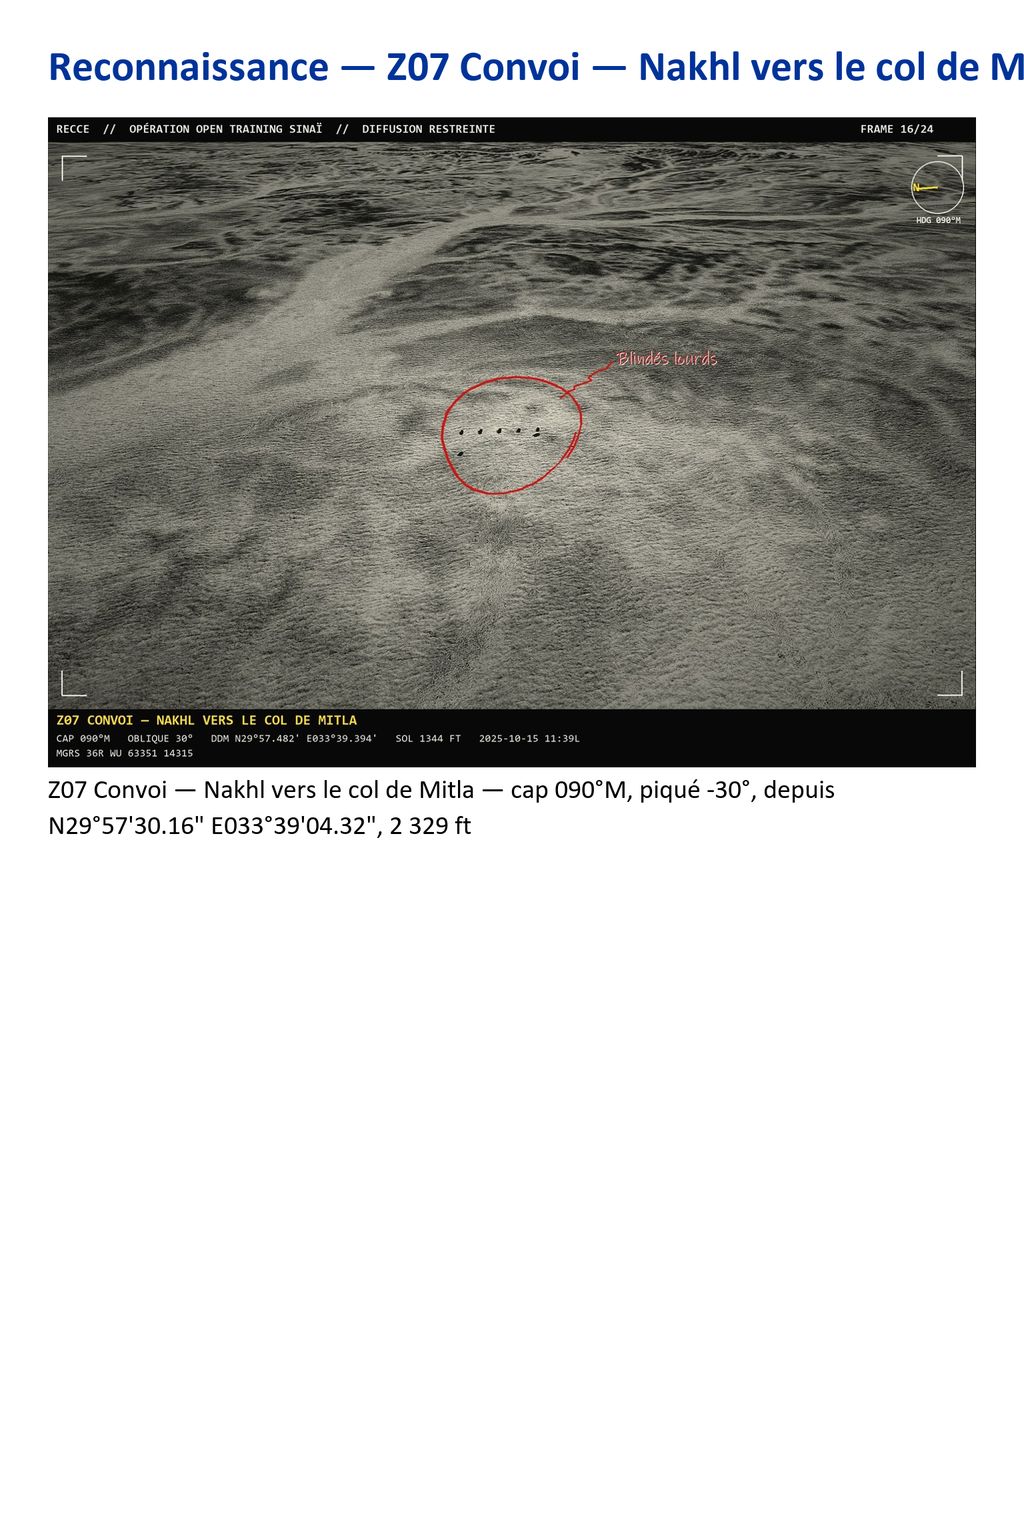 Reconnaissance — Z07 Convoi — Nakhl vers le col de M
RECCE // OPÉRATION OPEN TRAINING SINAÏ // DIFFUSION RESTREINTE FRAME 16/24
N
HDG 090°M
Blindés lourds
Z07 CONVOI — NAKHL VERS LE COL DE MITLA
CAP 090°M OBLIQUE 30° DDM N29°57.482' E033°39.394' SOL 1344 FT 2025-10-15 11:39L
MGRS 36R WU 63351 14315
Z07 Convoi — Nakhl vers le col de Mitla — cap 090°M, piqué -30°, depuis
N29°57'30.16" E033°39'04.32", 2 329 ft